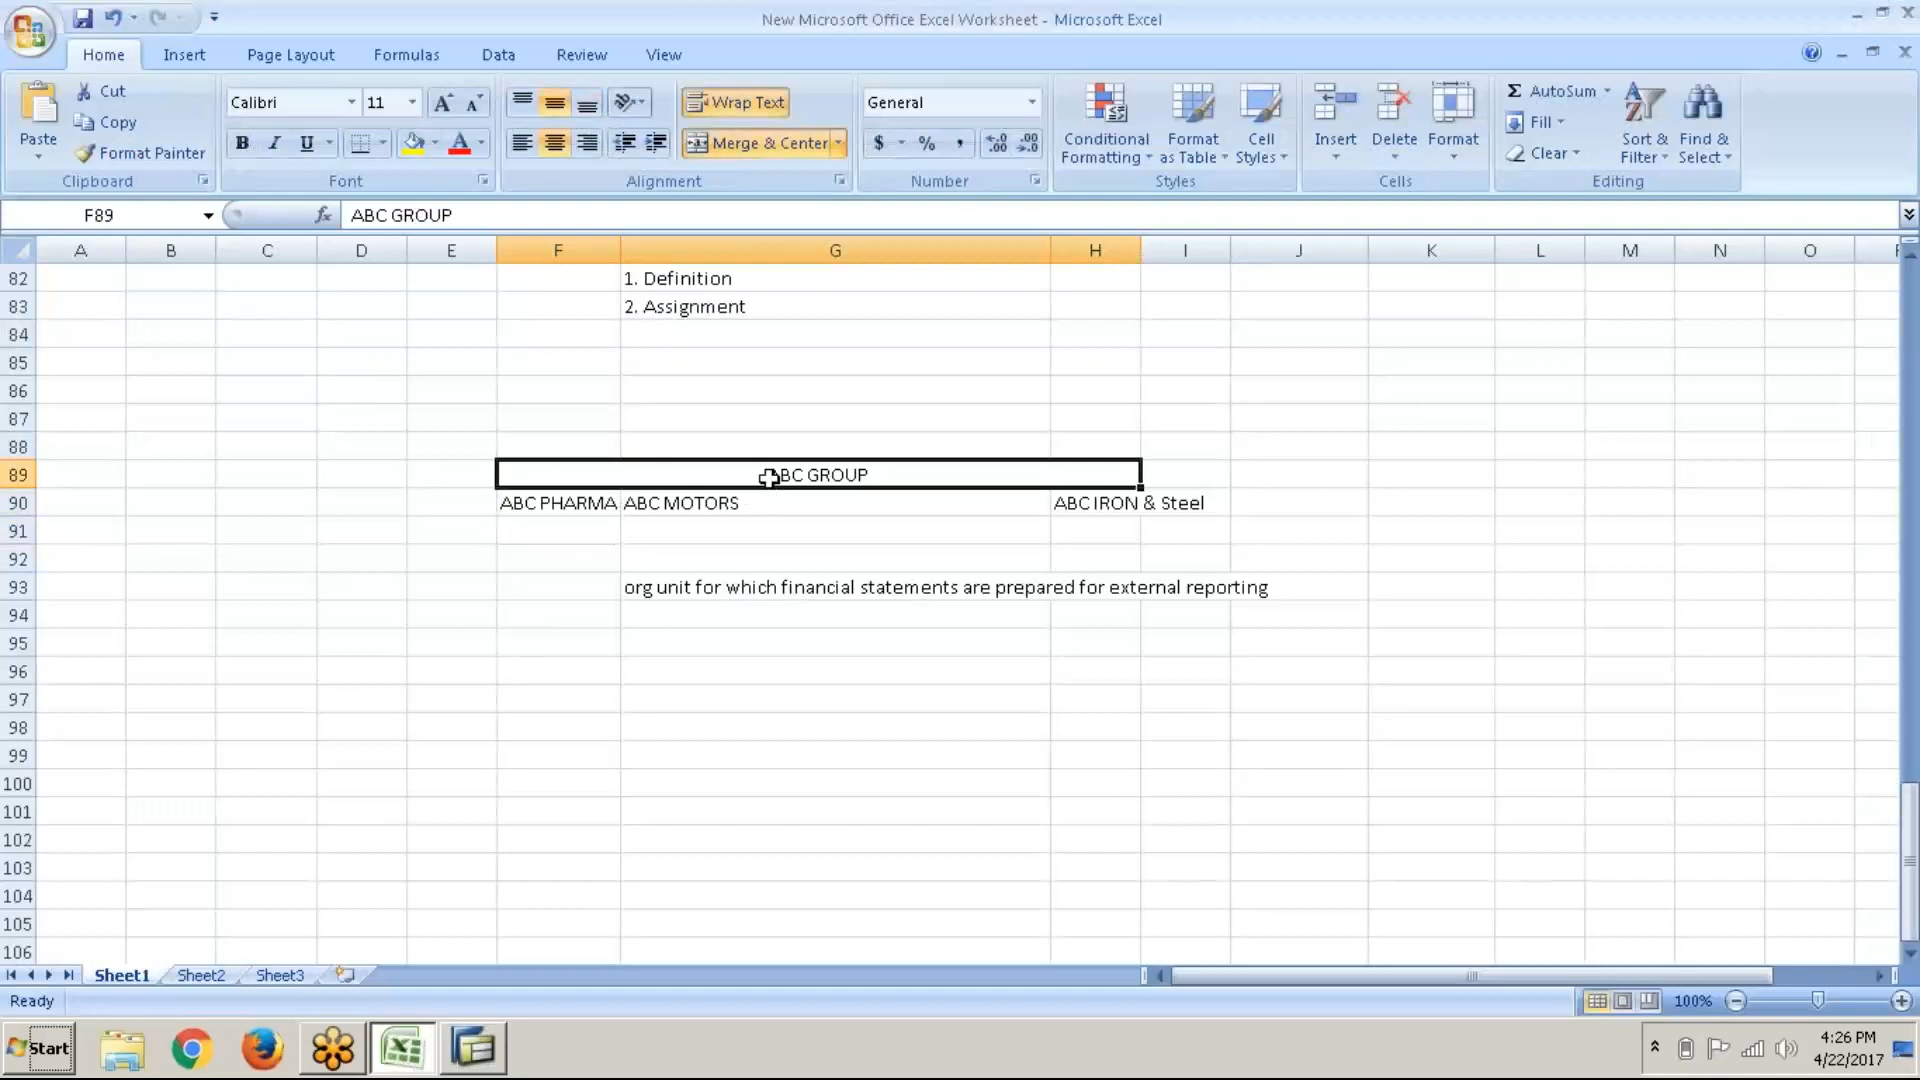 New Microsoft Office Excel Worksheet - Microsoft Excel
Home Insert Page Layout Formulas Data Review View
Paste
Cut
Copy
Format Painter
Clipboard
Calibri 11
B I U
Font
Wrap Text
Merge & Center
Alignment
General
$ % ,
Number
Conditional Formatting
Format as Table
Cell Styles
Styles
Insert Delete Format
Cells
Σ AutoSum
Fill
Clear
Sort & Filter
Find & Select
Editing
F89 fx ABC GROUP
A B C D E F G H I J K L M N O
82 1. Definition
83 2. Assignment
84
85
86
87
88
89 BC GROUP
90 ABC PHARMA ABC MOTORS ABC IRON & Steel
91
92
93 org unit for which financial statements are prepared for external reporting
94
95
96
97
98
99
100
101
102
103
104
105
106
Sheet1 Sheet2 Sheet3
Ready 100%
Start
4:26 PM
4/22/2017